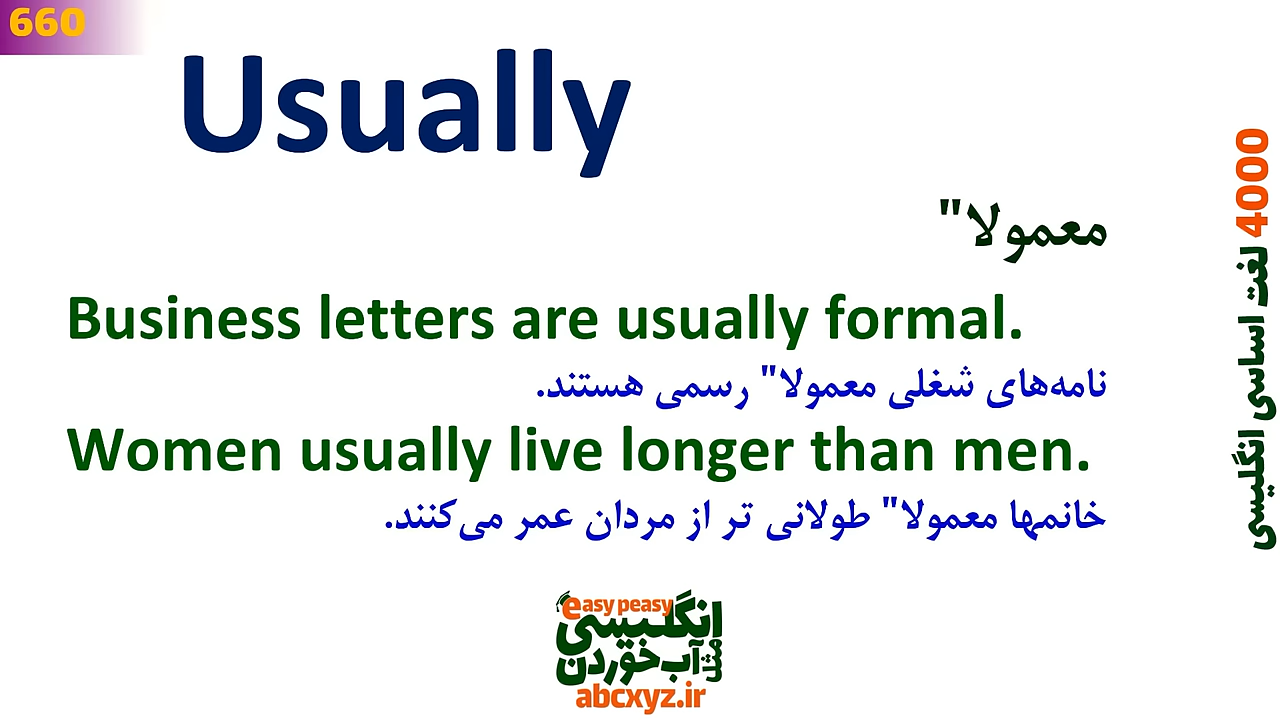 660
Usually
معمولا"
Business letters are usually formal.
نامه‌های شغلی معمولا" رسمی هستند.
Women usually live longer than men.
خانمها معمولا" طولانی تر از مردان عمر می‌کنند.
4000 لغت اساسی انگلیسی
easy peasy
انگلیسی
مثل آب خوردن
abcxyz.ir